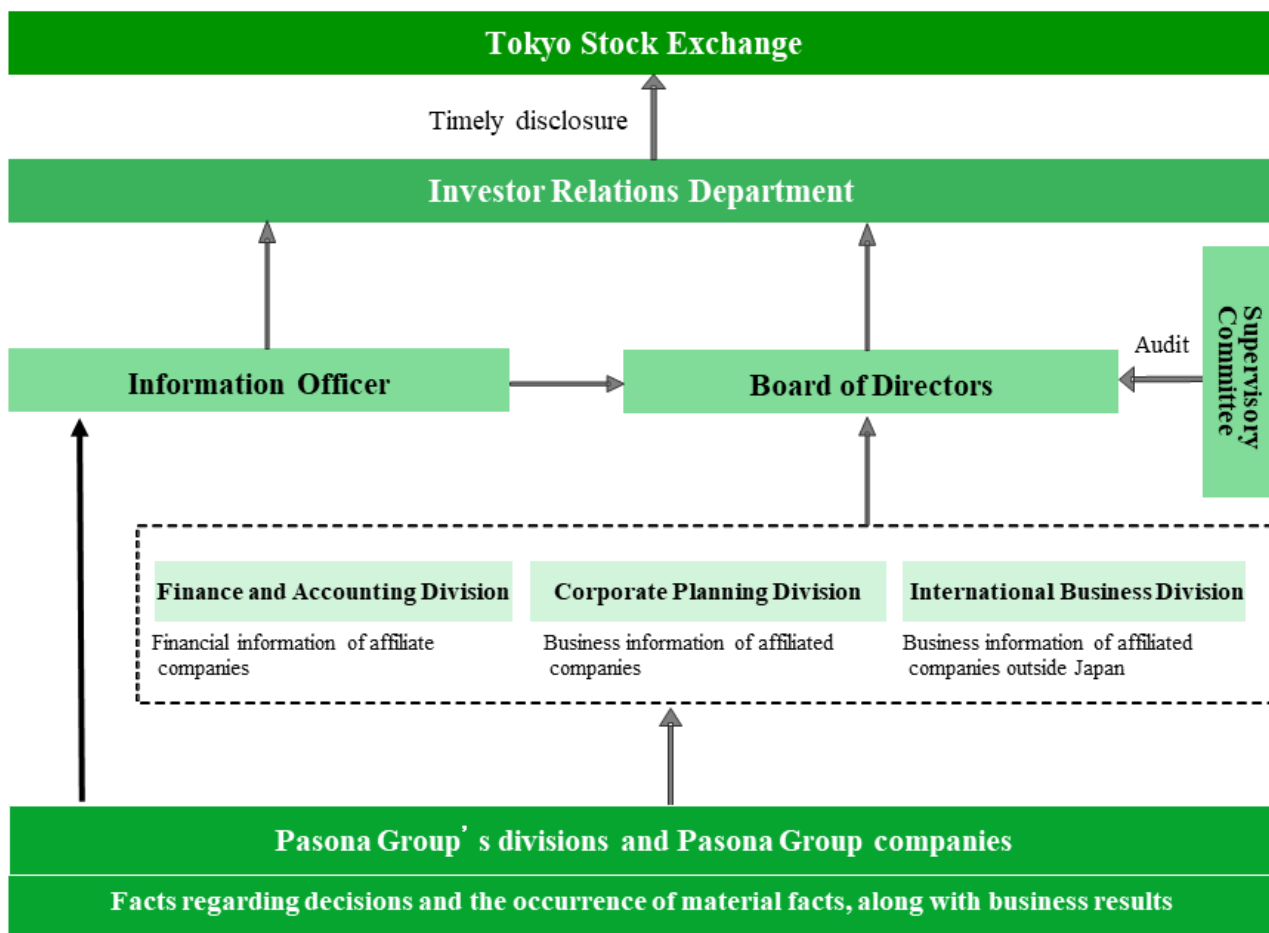 Tokyo Stock Exchange
Timely disclosure
Investor Relations Department
Supervisory
Committee
Audit
Information Officer
Board of Directors
Finance and Accounting Division
Financial information of affiliate
companies
Corporate Planning Division
Business information of affiliated
companies
International Business Division
Business information of affiliated
companies outside Japan
Pasona Group’s divisions and Pasona Group companies
Facts regarding decisions and the occurrence of material facts, along with business results